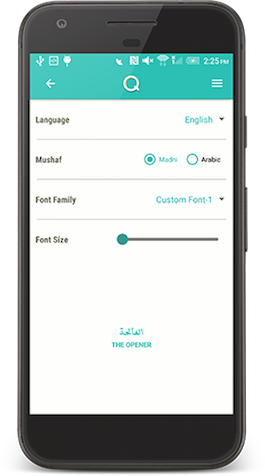 2:25 PM
Q
Language English
Mushaf Madni Arabic
Font Family Custom Font-1
Font Size
الفاتحة
THE OPENER